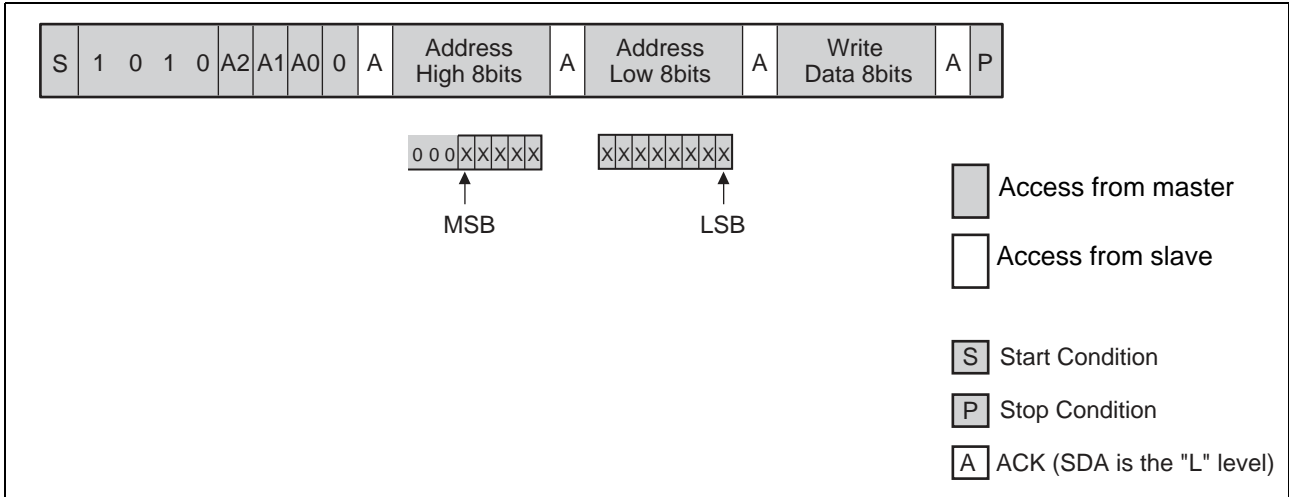 S 1 0 1 0 A2 A1 A0 0 A Address High 8bits A Address Low 8bits A Write Data 8bits A P
0 0 0 X X X X X X X X X X X X X
MSB LSB
Access from master
Access from slave
S Start Condition
P Stop Condition
A ACK (SDA is the "L" level)